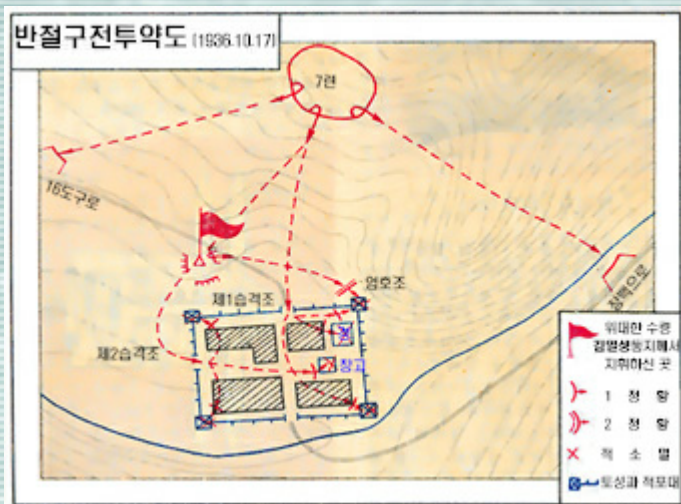 반절구전투약도 (1936.10.17)
7련
16도구로
엄호조
장백으로
제1습격조
제2습격조
창고
위대한 수령
김일성동지께서
지휘하신 곳
1 정황
2 정황
적소멸
토성과 적포대